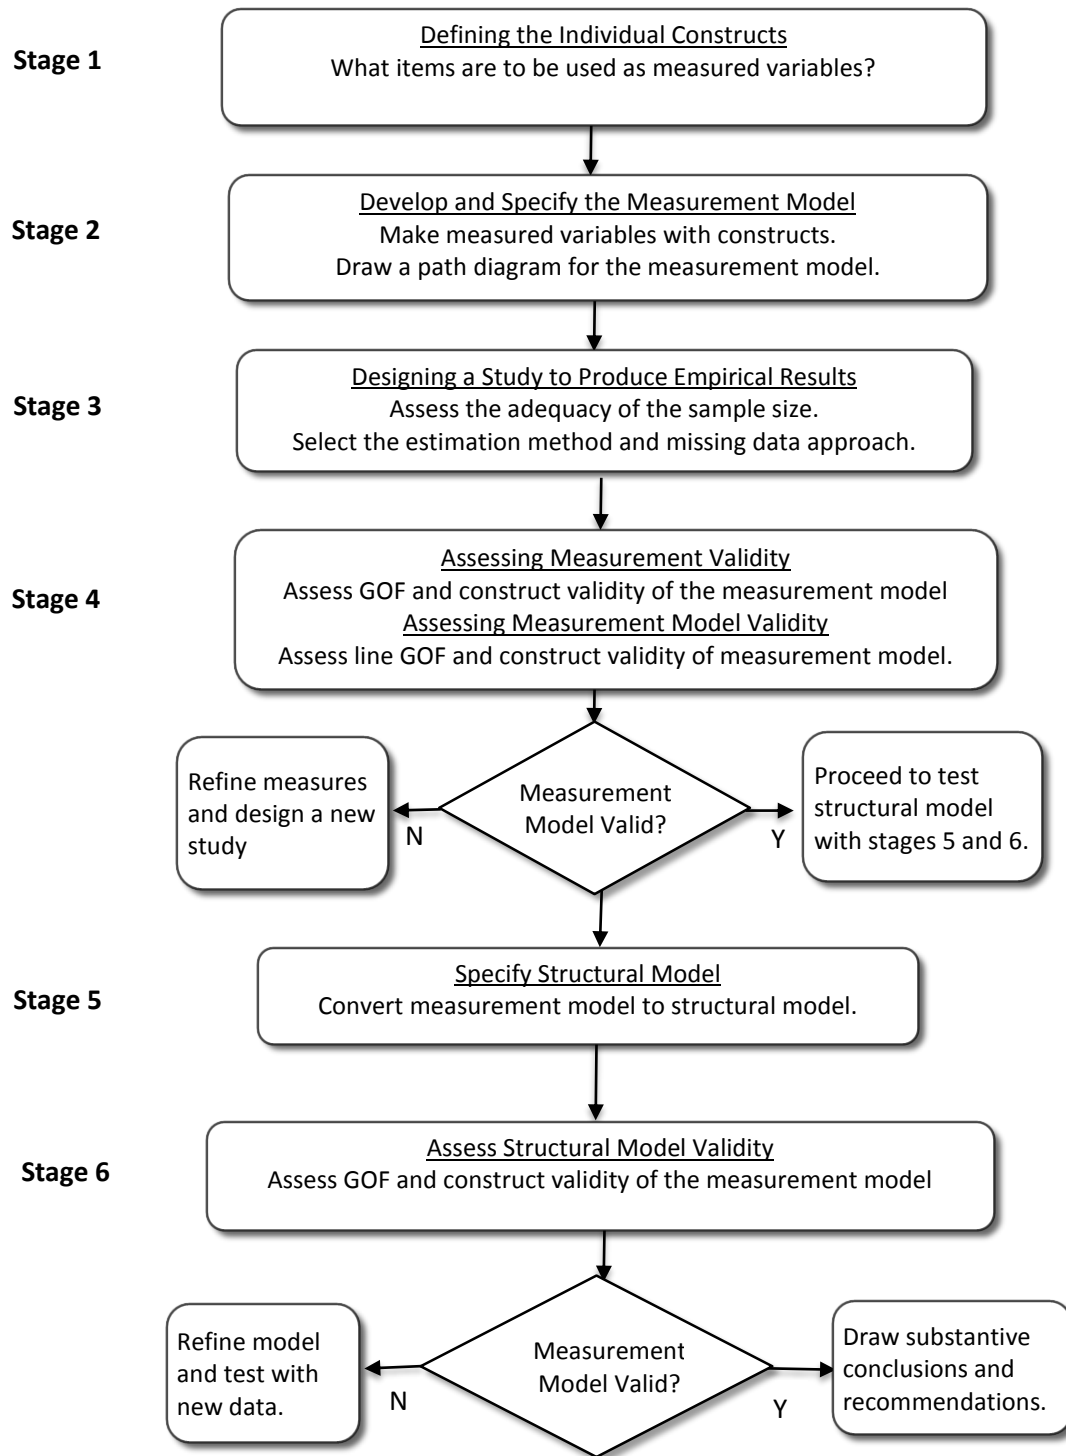 Stage 1
Defining the Individual Constructs
What items are to be used as measured variables?
Stage 2
Develop and Specify the Measurement Model
Make measured variables with constructs.
Draw a path diagram for the measurement model.
Stage 3
Designing a Study to Produce Empirical Results
Assess the adequacy of the sample size.
Select the estimation method and missing data approach.
Stage 4
Assessing Measurement Validity
Assess GOF and construct validity of the measurement model
Assessing Measurement Model Validity
Assess line GOF and construct validity of measurement model.
Refine measures
and design a new
study
N
Measurement
Model Valid?
Y
Proceed to test
structural model
with stages 5 and 6.
Stage 5
Specify Structural Model
Convert measurement model to structural model.
Stage 6
Assess Structural Model Validity
Assess GOF and construct validity of the measurement model
Refine model
and test with
new data.
N
Measurement
Model Valid?
Y
Draw substantive
conclusions and
recommendations.